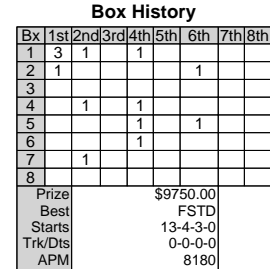 Box History
Bx 1st 2nd 3rd 4th 5th 6th 7th 8th
1 3 1 1
2 1 1
3
4 1 1
5 1 1
6 1
7 1
8
Prize $9750.00
Best FSTD
Starts 13-4-3-0
Trk/Dts 0-0-0-0
APM 8180